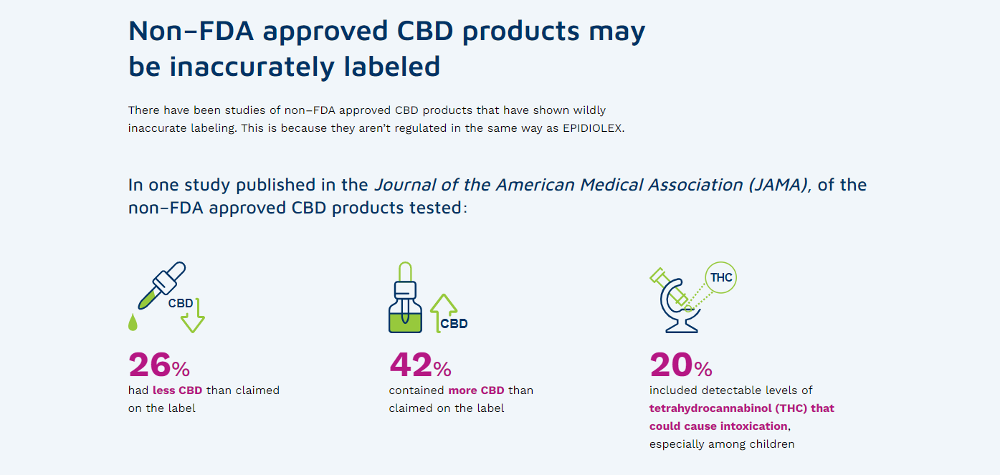 Non–FDA approved CBD products may
be inaccurately labeled
There have been studies of non–FDA approved CBD products that have shown wildly
inaccurate labeling. This is because they aren’t regulated in the same way as EPIDIOLEX.
In one study published in the Journal of the American Medical Association (JAMA), of the
non–FDA approved CBD products tested:
CBD
26%
had less CBD than claimed
on the label
CBD
42%
contained more CBD than
claimed on the label
THC
20%
included detectable levels of
tetrahydrocannabinol (THC) that
could cause intoxication,
especially among children